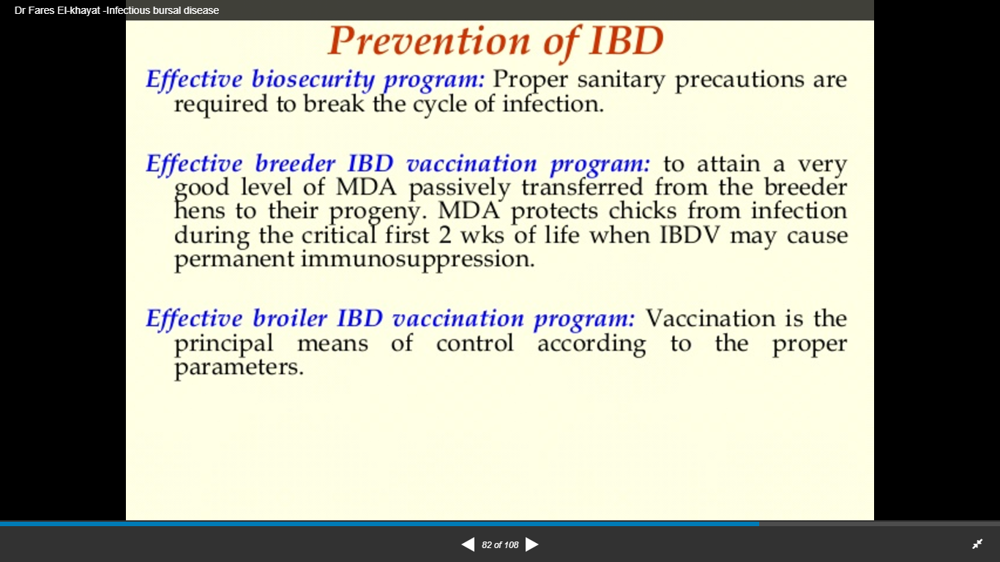 Dr Fares El-khayat -Infectious bursal disease
Prevention of IBD
Effective biosecurity program: Proper sanitary precautions are
required to break the cycle of infection.
Effective breeder IBD vaccination program: to attain a very
good level of MDA passively transferred from the breeder
hens to their progeny. MDA protects chicks from infection
during the critical first 2 wks of life when IBDV may cause
permanent immunosuppression.
Effective broiler IBD vaccination program: Vaccination is the
principal means of control according to the proper
parameters.
82 of 108